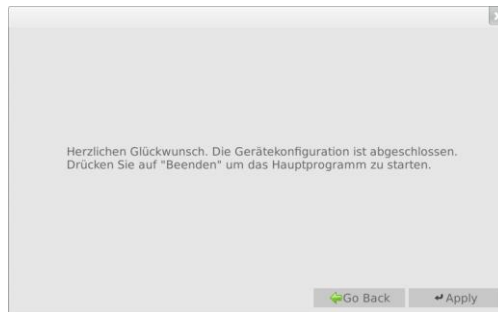 Herzlichen Glückwunsch. Die Gerätekonfiguration ist abgeschlossen.
Drücken Sie auf "Beenden" um das Hauptprogramm zu starten.
Go Back
Apply